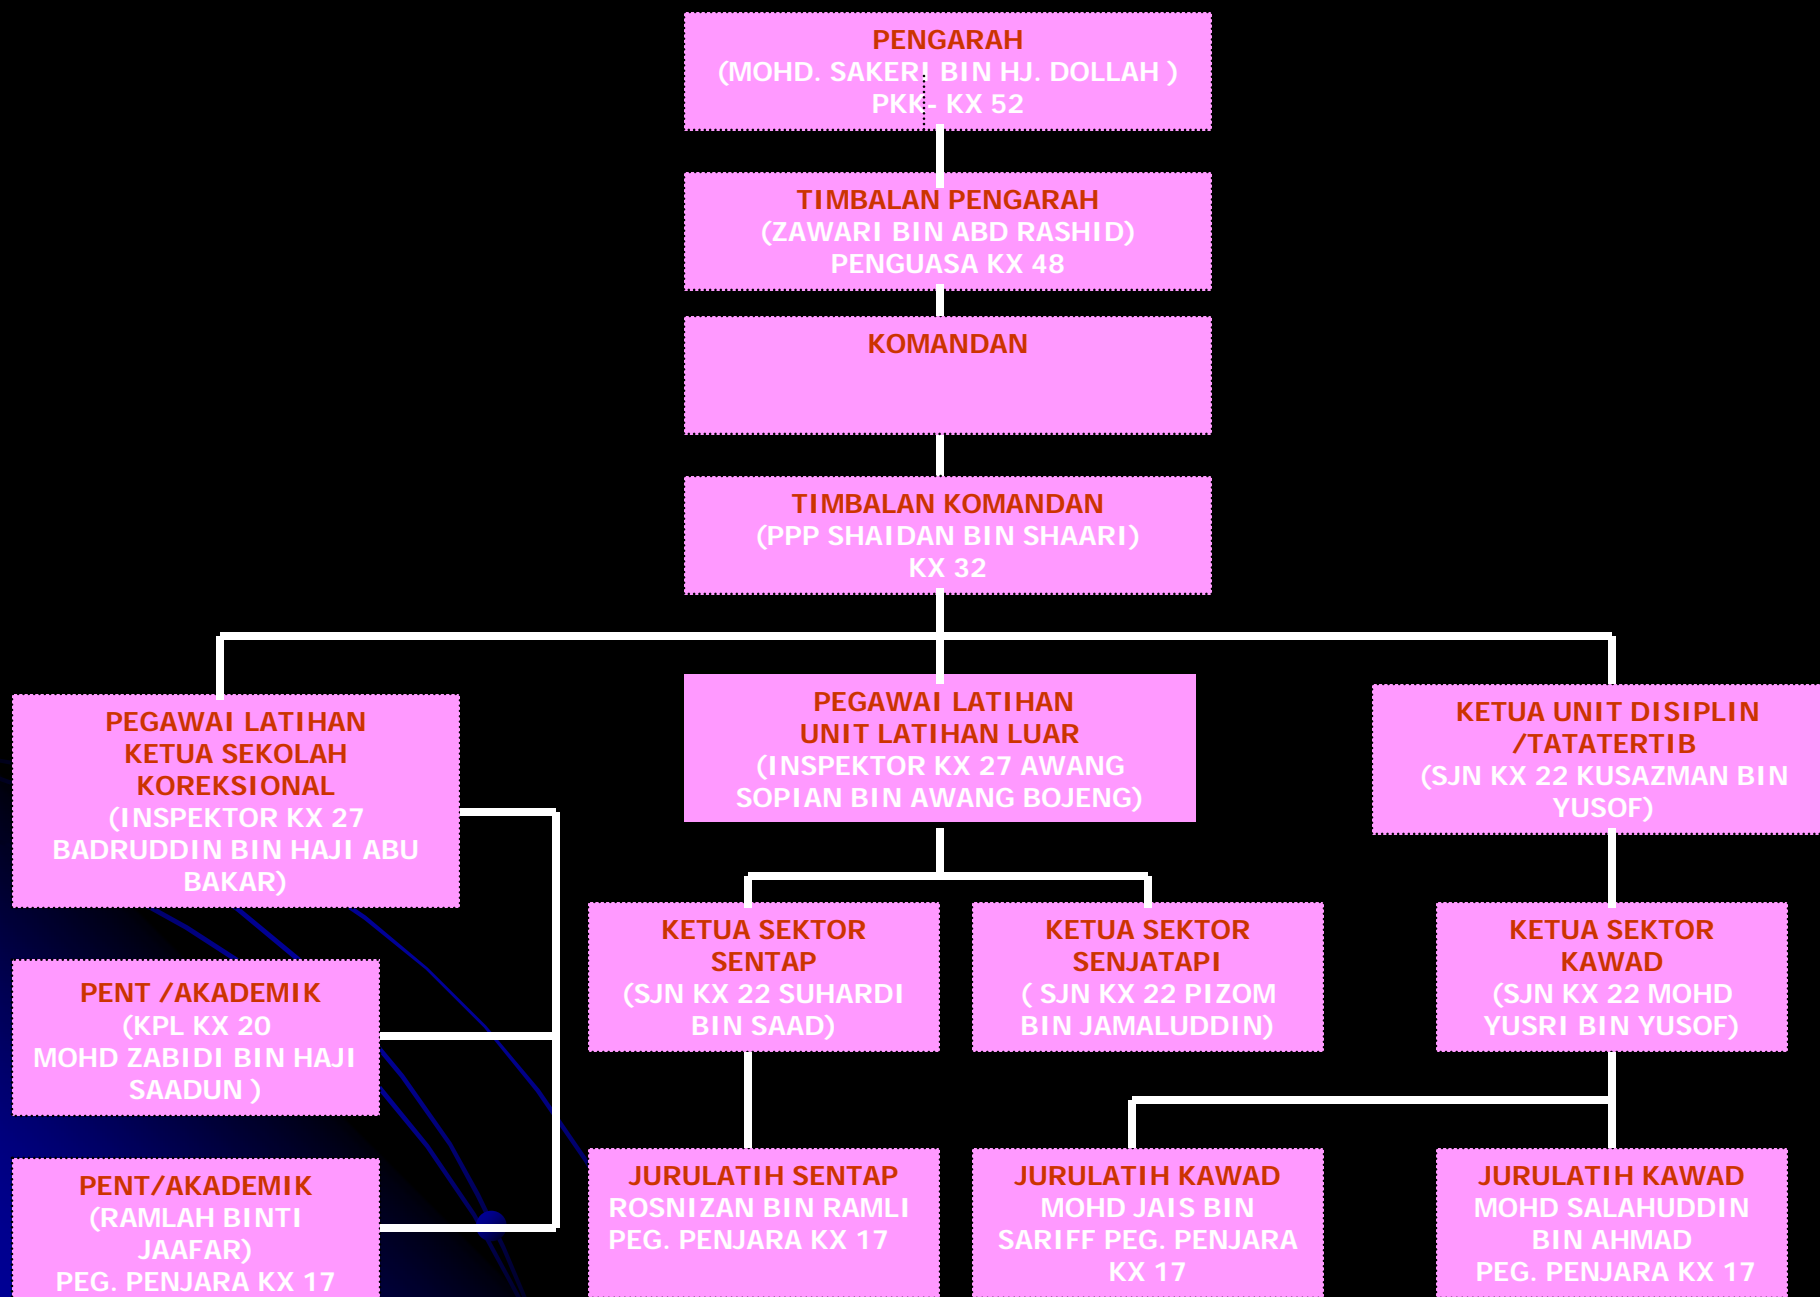 PENGARAH
(MOHD. SAKERI BIN HJ. DOLLAH )
PKK- KX 52
TIMBALAN PENGARAH
(ZAWARI BIN ABD RASHID)
PENGUASA KX 48
KOMANDAN
TIMBALAN KOMANDAN
(PPP SHAIDAN BIN SHAARI)
KX 32
PEGAWAI LATIHAN
KETUA SEKOLAH
KOREKSIONAL
(INSPEKTOR KX 27
BADRUDDIN BIN HAJI ABU
BAKAR)
PEGAWAI LATIHAN
UNIT LATIHAN LUAR
(INSPEKTOR KX 27 AWANG
SOPIAN BIN AWANG BOJENG)
KETUA UNIT DISIPLIN
/TATATERTIB
(SJN KX 22 KUSAZMAN BIN
YUSOF)
PENT /AKADEMIK
(KPL KX 20
MOHD ZABIDI BIN HAJI
SAADUN )
KETUA SEKTOR
SENTAP
(SJN KX 22 SUHARDI
BIN SAAD)
KETUA SEKTOR
SENJATAPI
( SJN KX 22 PIZOM
BIN JAMALUDDIN)
KETUA SEKTOR
KAWAD
(SJN KX 22 MOHD
YUSRI BIN YUSOF)
PENT/AKADEMIK
(RAMLAH BINTI
JAAFAR)
PEG. PENJARA KX 17
JURULATIH SENTAP
ROSNIZAN BIN RAMLI
PEG. PENJARA KX 17
JURULATIH KAWAD
MOHD JAIS BIN
SARIFF PEG. PENJARA
KX 17
JURULATIH KAWAD
MOHD SALAHUDDIN
BIN AHMAD
PEG. PENJARA KX 17